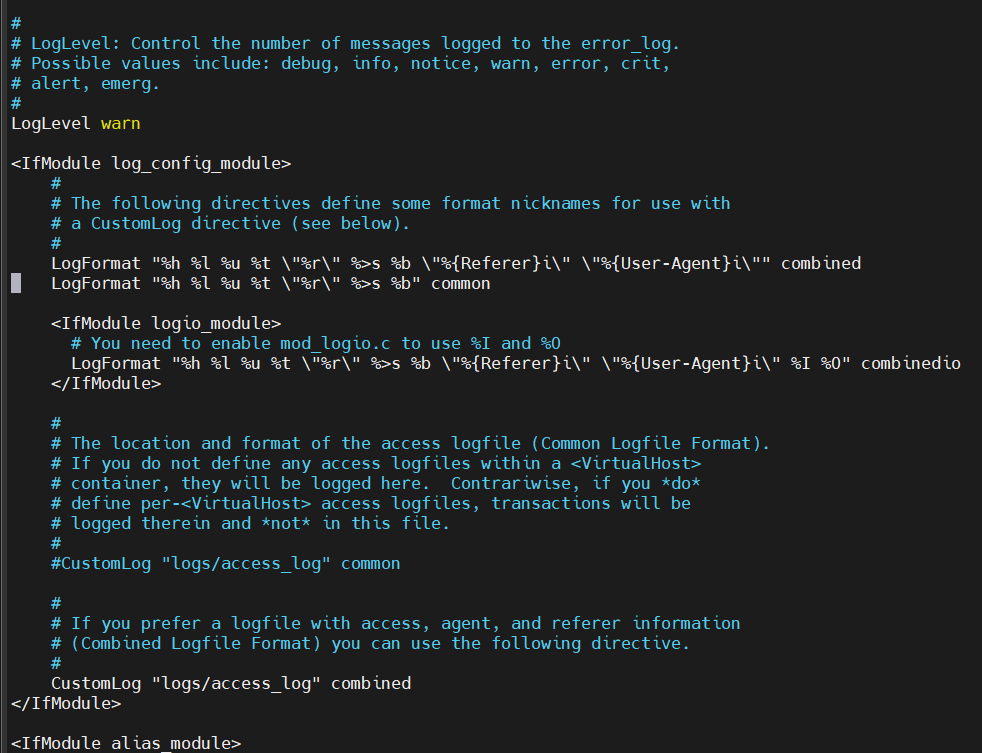 #
# LogLevel: Control the number of messages logged to the error_log.
# Possible values include: debug, info, notice, warn, error, crit,
# alert, emerg.
#
LogLevel warn

<IfModule log_config_module>
    #
    # The following directives define some format nicknames for use with
    # a CustomLog directive (see below).
    #
    LogFormat "%h %l %u %t \"%r\" %>s %b \"%{Referer}i\" \"%{User-Agent}i\"" combined
    LogFormat "%h %l %u %t \"%r\" %>s %b" common

    <IfModule logio_module>
      # You need to enable mod_logio.c to use %I and %O
      LogFormat "%h %l %u %t \"%r\" %>s %b \"%{Referer}i\" \"%{User-Agent}i\" %I %O" combinedio
    </IfModule>

    #
    # The location and format of the access logfile (Common Logfile Format).
    # If you do not define any access logfiles within a <VirtualHost>
    # container, they will be logged here.  Contrariwise, if you *do*
    # define per-<VirtualHost> access logfiles, transactions will be
    # logged therein and *not* in this file.
    #
    #CustomLog "logs/access_log" common

    #
    # If you prefer a logfile with access, agent, and referer information
    # (Combined Logfile Format) you can use the following directive.
    #
    CustomLog "logs/access_log" combined
</IfModule>

<IfModule alias_module>